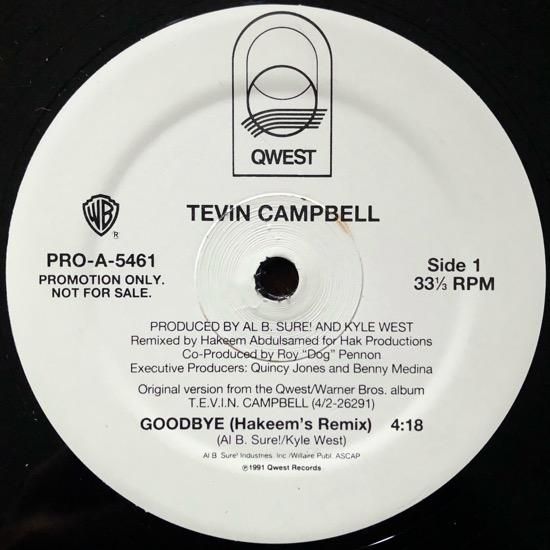 QWEST
WB
®
TEVIN CAMPBELL
PRO-A-5461
PROMOTION ONLY.
NOT FOR SALE.
Side 1
33⅓ RPM
PRODUCED BY AL B. SURE! AND KYLE WEST
Remixed by Hakeem Abdulsamed for Hak Productions
Co-Produced by Roy "Dog" Pennon
Executive Producers: Quincy Jones and Benny Medina
Original version from the Qwest/Warner Bros. album
T.E.V.I.N. CAMPBELL (4/2-26291)
GOODBYE (Hakeem's Remix) 4:18
(Al B. Sure!/Kyle West)
Al B. Sure! Industries, Inc./Willaire Publ. ASCAP
℗1991 Qwest Records